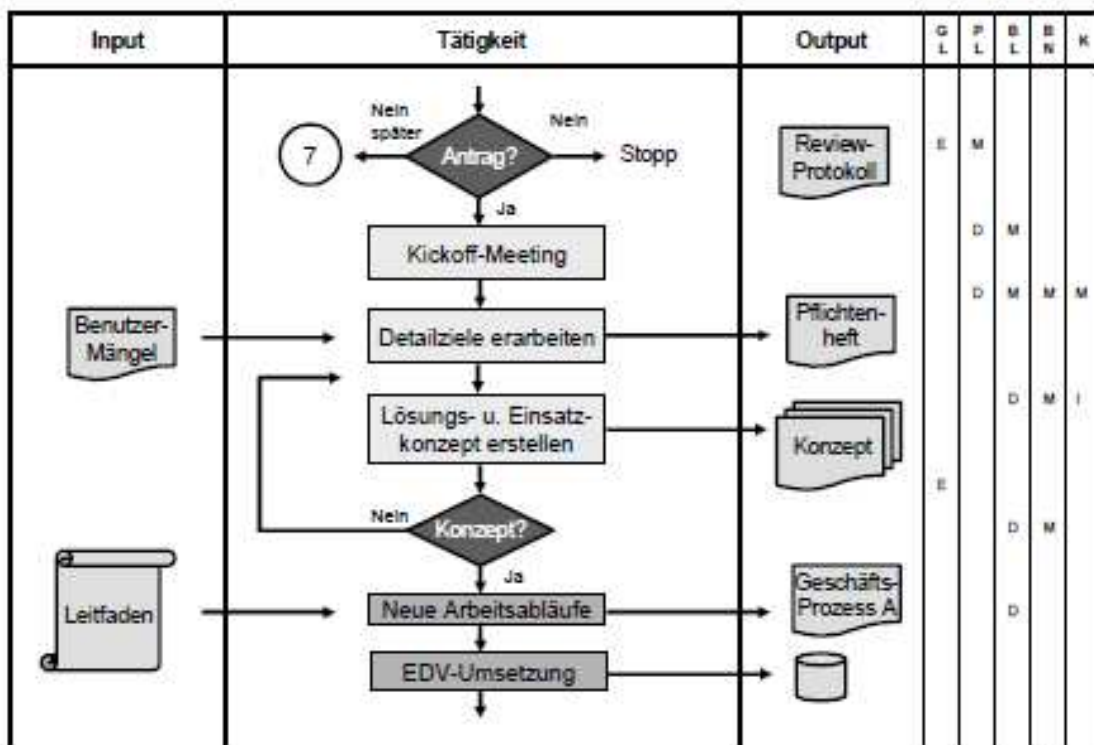 Input
Tätigkeit
Output
G L
P L
B L
B N
K
Nein
später
Nein
7
Antrag?
Stopp
Review-
Protokoll
E
M
Ja
D
M
Kickoff-Meeting
D
M
M
M
Benutzer-
Mängel
Detailziele erarbeiten
Pflichten-
heft
D
M
I
Lösungs- u. Einsatz-
konzept erstellen
Konzept
E
Nein
Konzept?
D
M
Ja
Leitfaden
Neue Arbeitsabläufe
Geschäfts-
Prozess A
D
EDV-Umsetzung